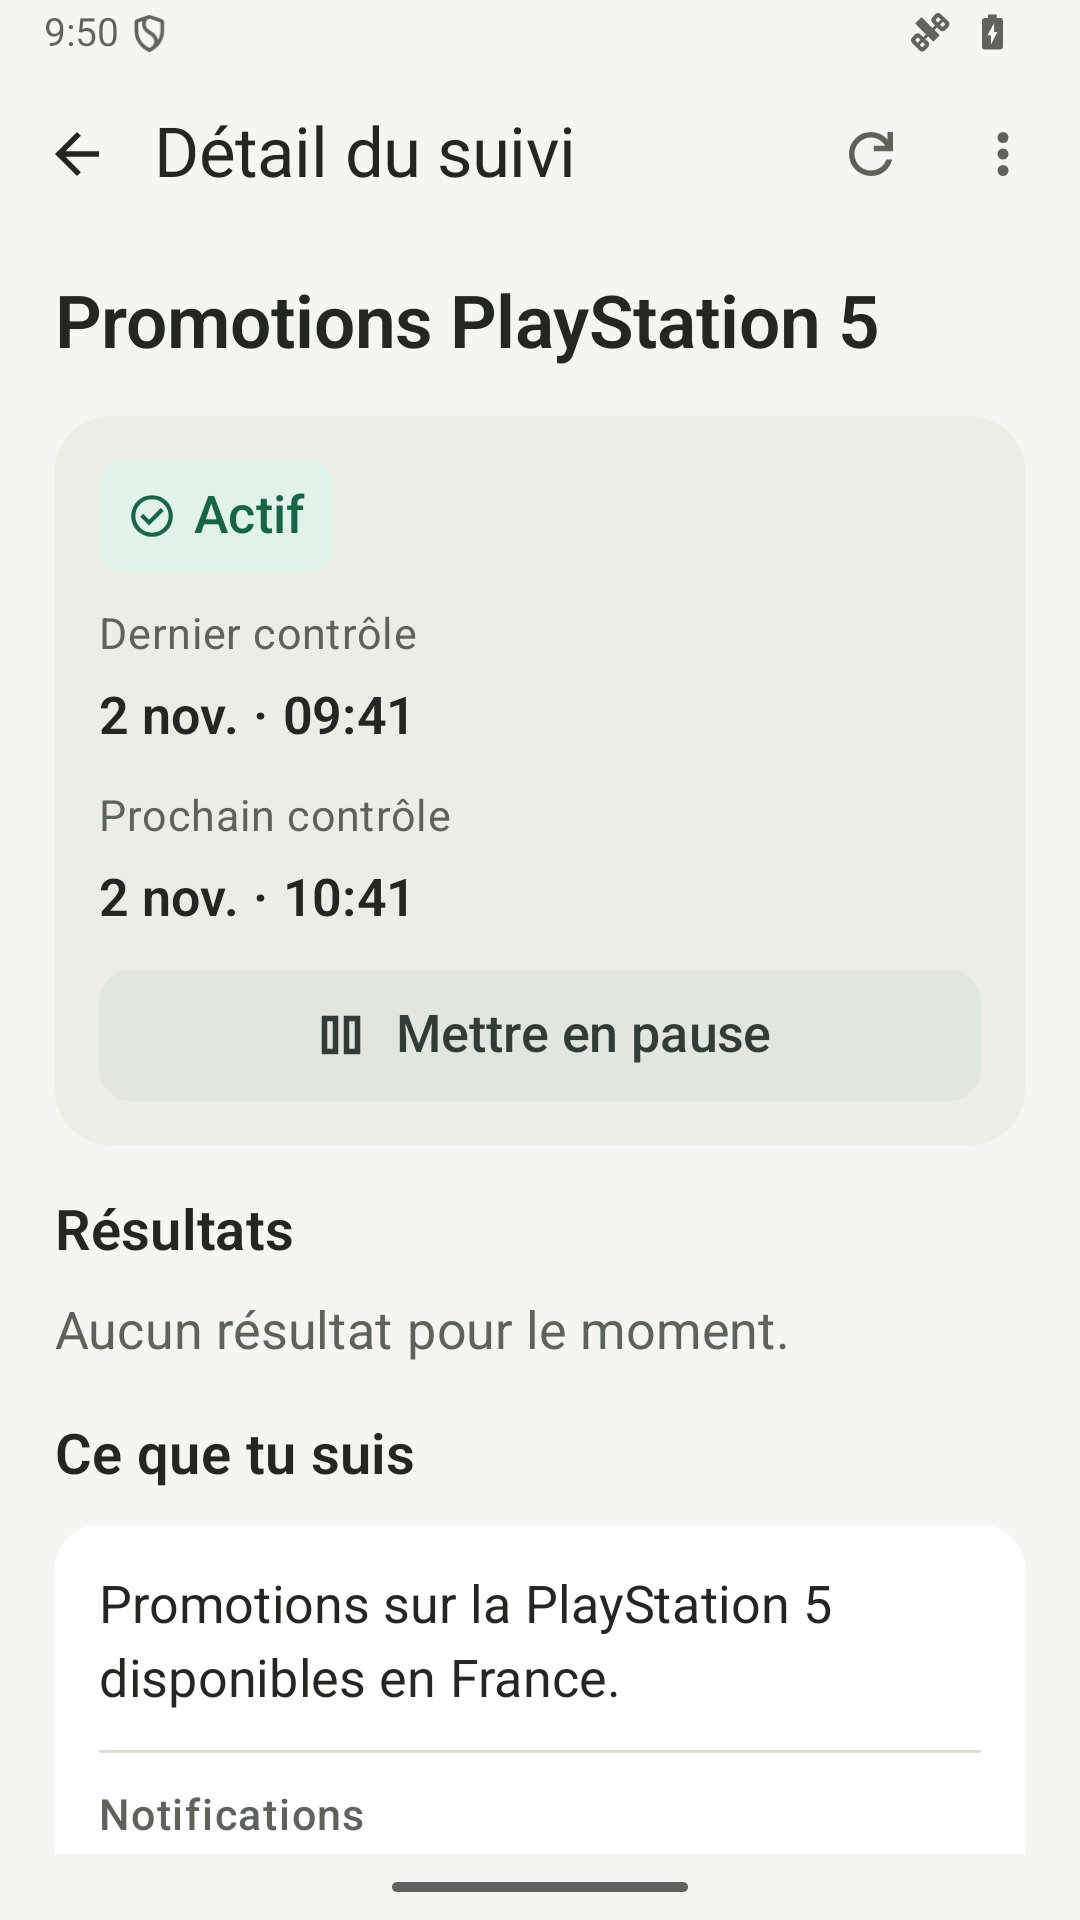 9:50
Détail du suivi
Promotions PlayStation 5
Actif
Dernier contrôle
2 nov. · 09:41
Prochain contrôle
2 nov. · 10:41
Mettre en pause
Résultats
Aucun résultat pour le moment.
Ce que tu suis
Promotions sur la PlayStation 5
disponibles en France.
Notifications